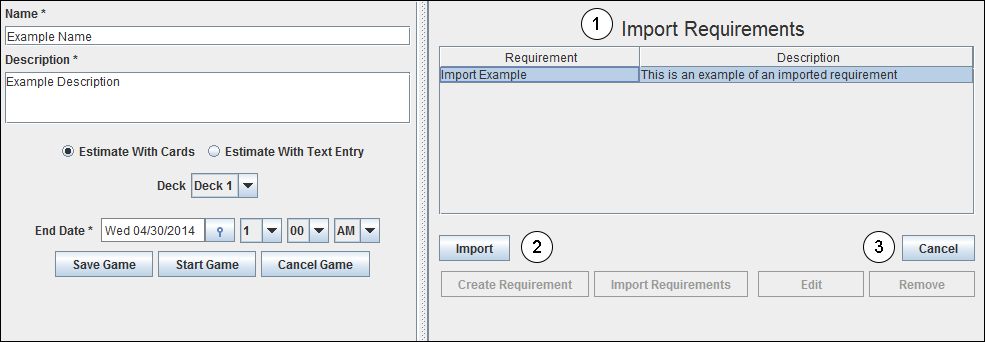 Name *
Example Name
Description *
Example Description
Estimate With Cards Estimate With Text Entry
Deck Deck 1
End Date * Wed 04/30/2014 1 00 AM
Save Game Start Game Cancel Game
1 Import Requirements
Requirement Description
Import Example This is an example of an imported requirement
Import 2 3 Cancel
Create Requirement Import Requirements Edit Remove